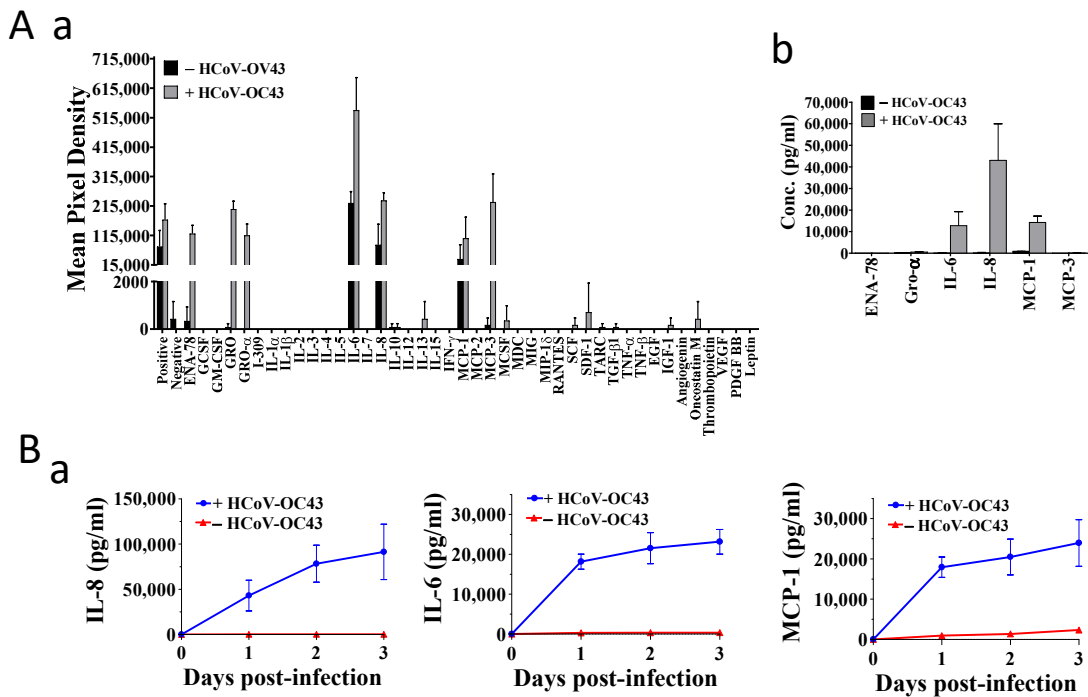 A a
715,000
615,000
515,000
415,000
315,000
215,000
115,000
15,000
2000
0
Mean Pixel Density
– HCoV-OV43
+ HCoV-OC43
Positive
Negative
ENA-78
GCSF
GM-CSF
GRO
GRO-α
I-309
IL-1α
IL-1β
IL-2
IL-3
IL-4
IL-5
IL-6
IL-7
IL-8
IL-10
IL-12
IL-13
IL-15
IFN-γ
MCP-1
MCP-2
MCP-3
MCSF
MDC
MIG
MIP-1δ
RANTES
SCF
SDF-1
TARC
TGF-β1
TNF-α
TNF-β
EGF
IGF-1
Angiogenin
Oncostatin M
Thrombopoietin
VEGF
PDGF BB
Leptin
b
70,000
60,000
50,000
40,000
30,000
20,000
10,000
0
Conc. (pg/ml)
– HCoV-OC43
+ HCoV-OC43
ENA-78
Gro-α
IL-6
IL-8
MCP-1
MCP-3
B a
150,000
100,000
50,000
0
IL-8 (pg/ml)
+ HCoV-OC43
– HCoV-OC43
0 1 2 3
Days post-infection
30,000
20,000
10,000
0
IL-6 (pg/ml)
+ HCoV-OC43
– HCoV-OC43
0 1 2 3
Days post-infection
30,000
20,000
10,000
0
MCP-1 (pg/ml)
+ HCoV-OC43
– HCoV-OC43
0 1 2 3
Days post-infection